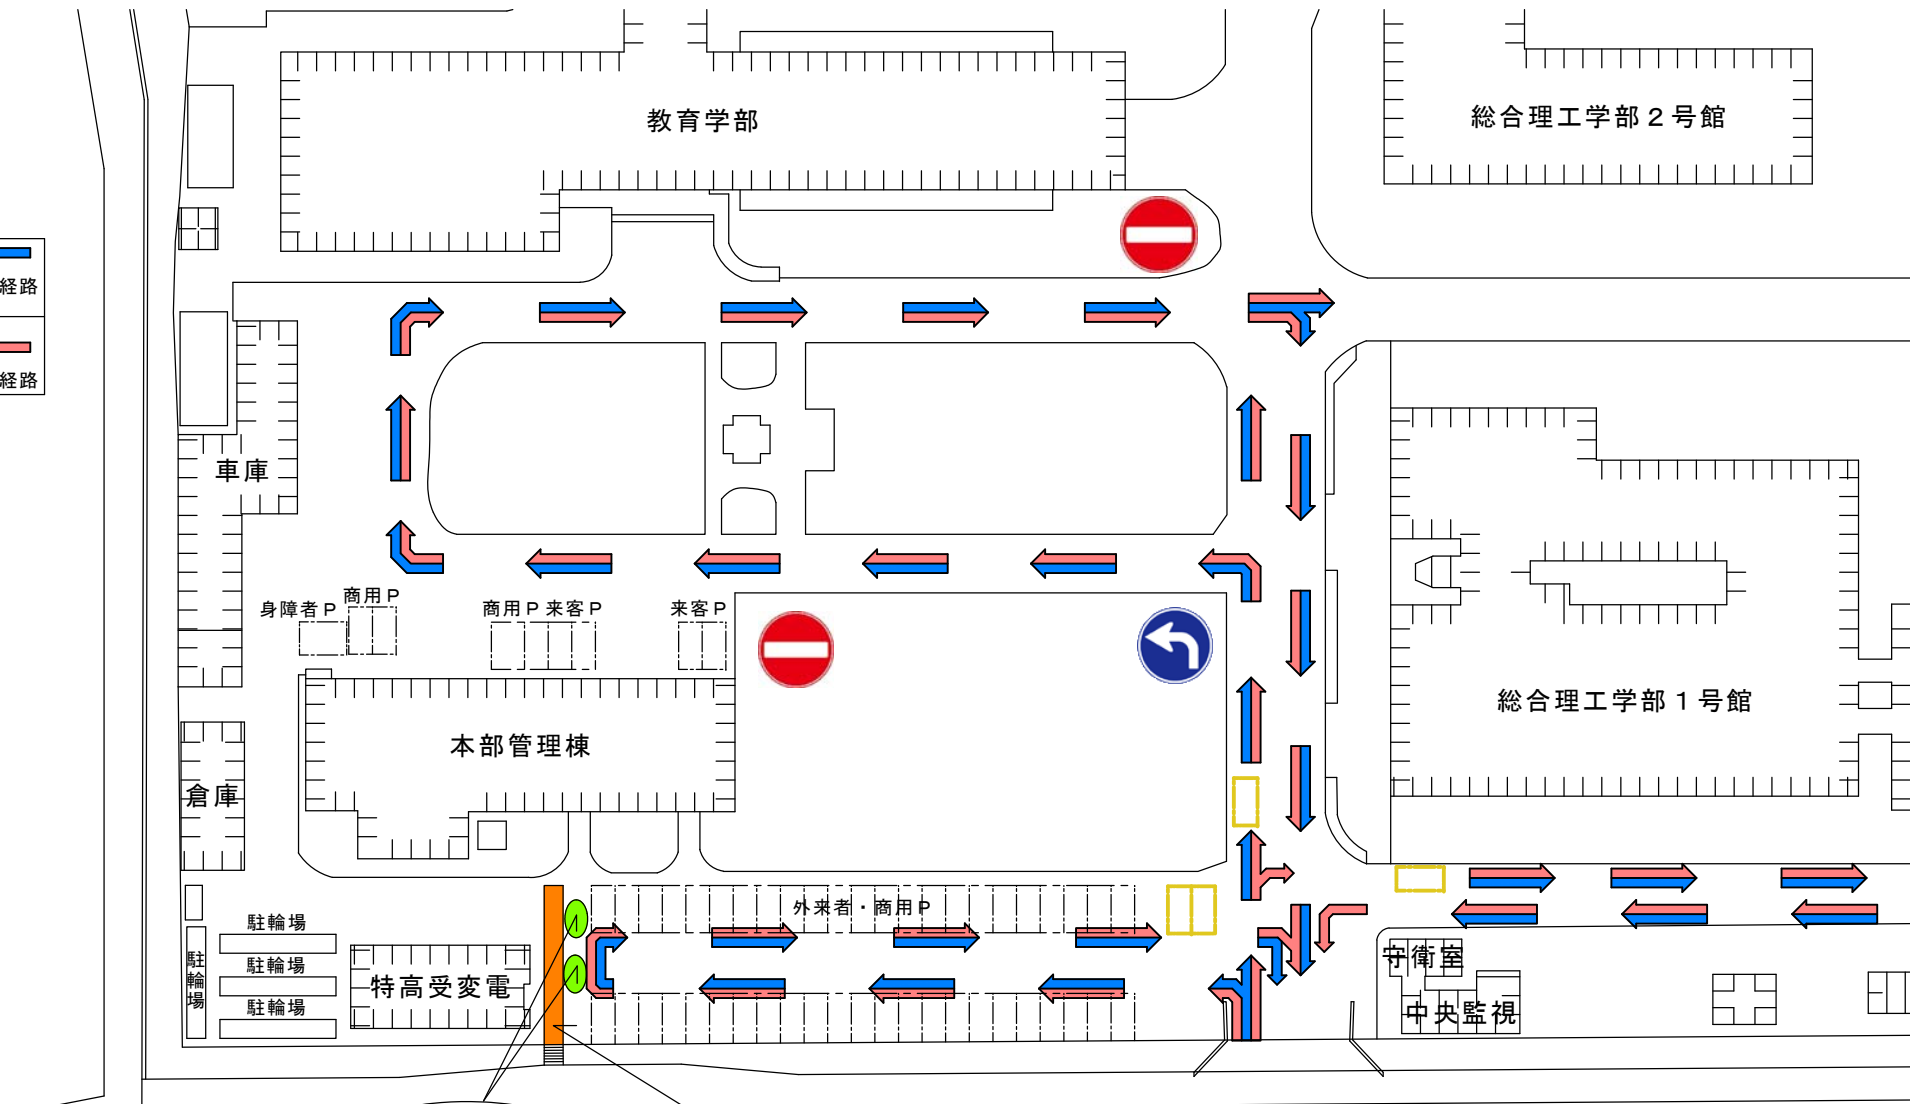 教育学部
総合理工学部２号館
経路
経路
車庫
身障者Ｐ
商用Ｐ
商用Ｐ
来客Ｐ
来客Ｐ
総合理工学部１号館
本部管理棟
倉庫
外来者・商用Ｐ
駐輪場
駐輪場
駐輪場
駐輪場
特高受変電
守衛室
中央監視